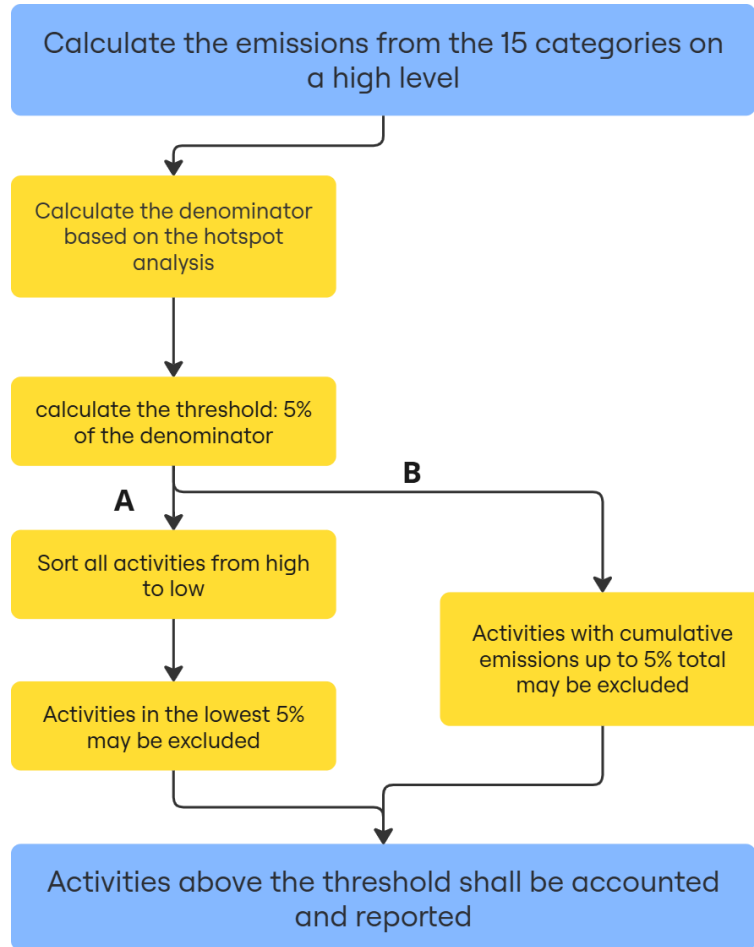 Calculate the emissions from the 15 categories on
a high level
Calculate the denominator
based on the hotspot
analysis
calculate the threshold: 5%
of the denominator
A
B
Sort all activities from high
to low
Activities with cumulative
emissions up to 5% total
may be excluded
Activities in the lowest 5%
may be excluded
Activities above the threshold shall be accounted
and reported